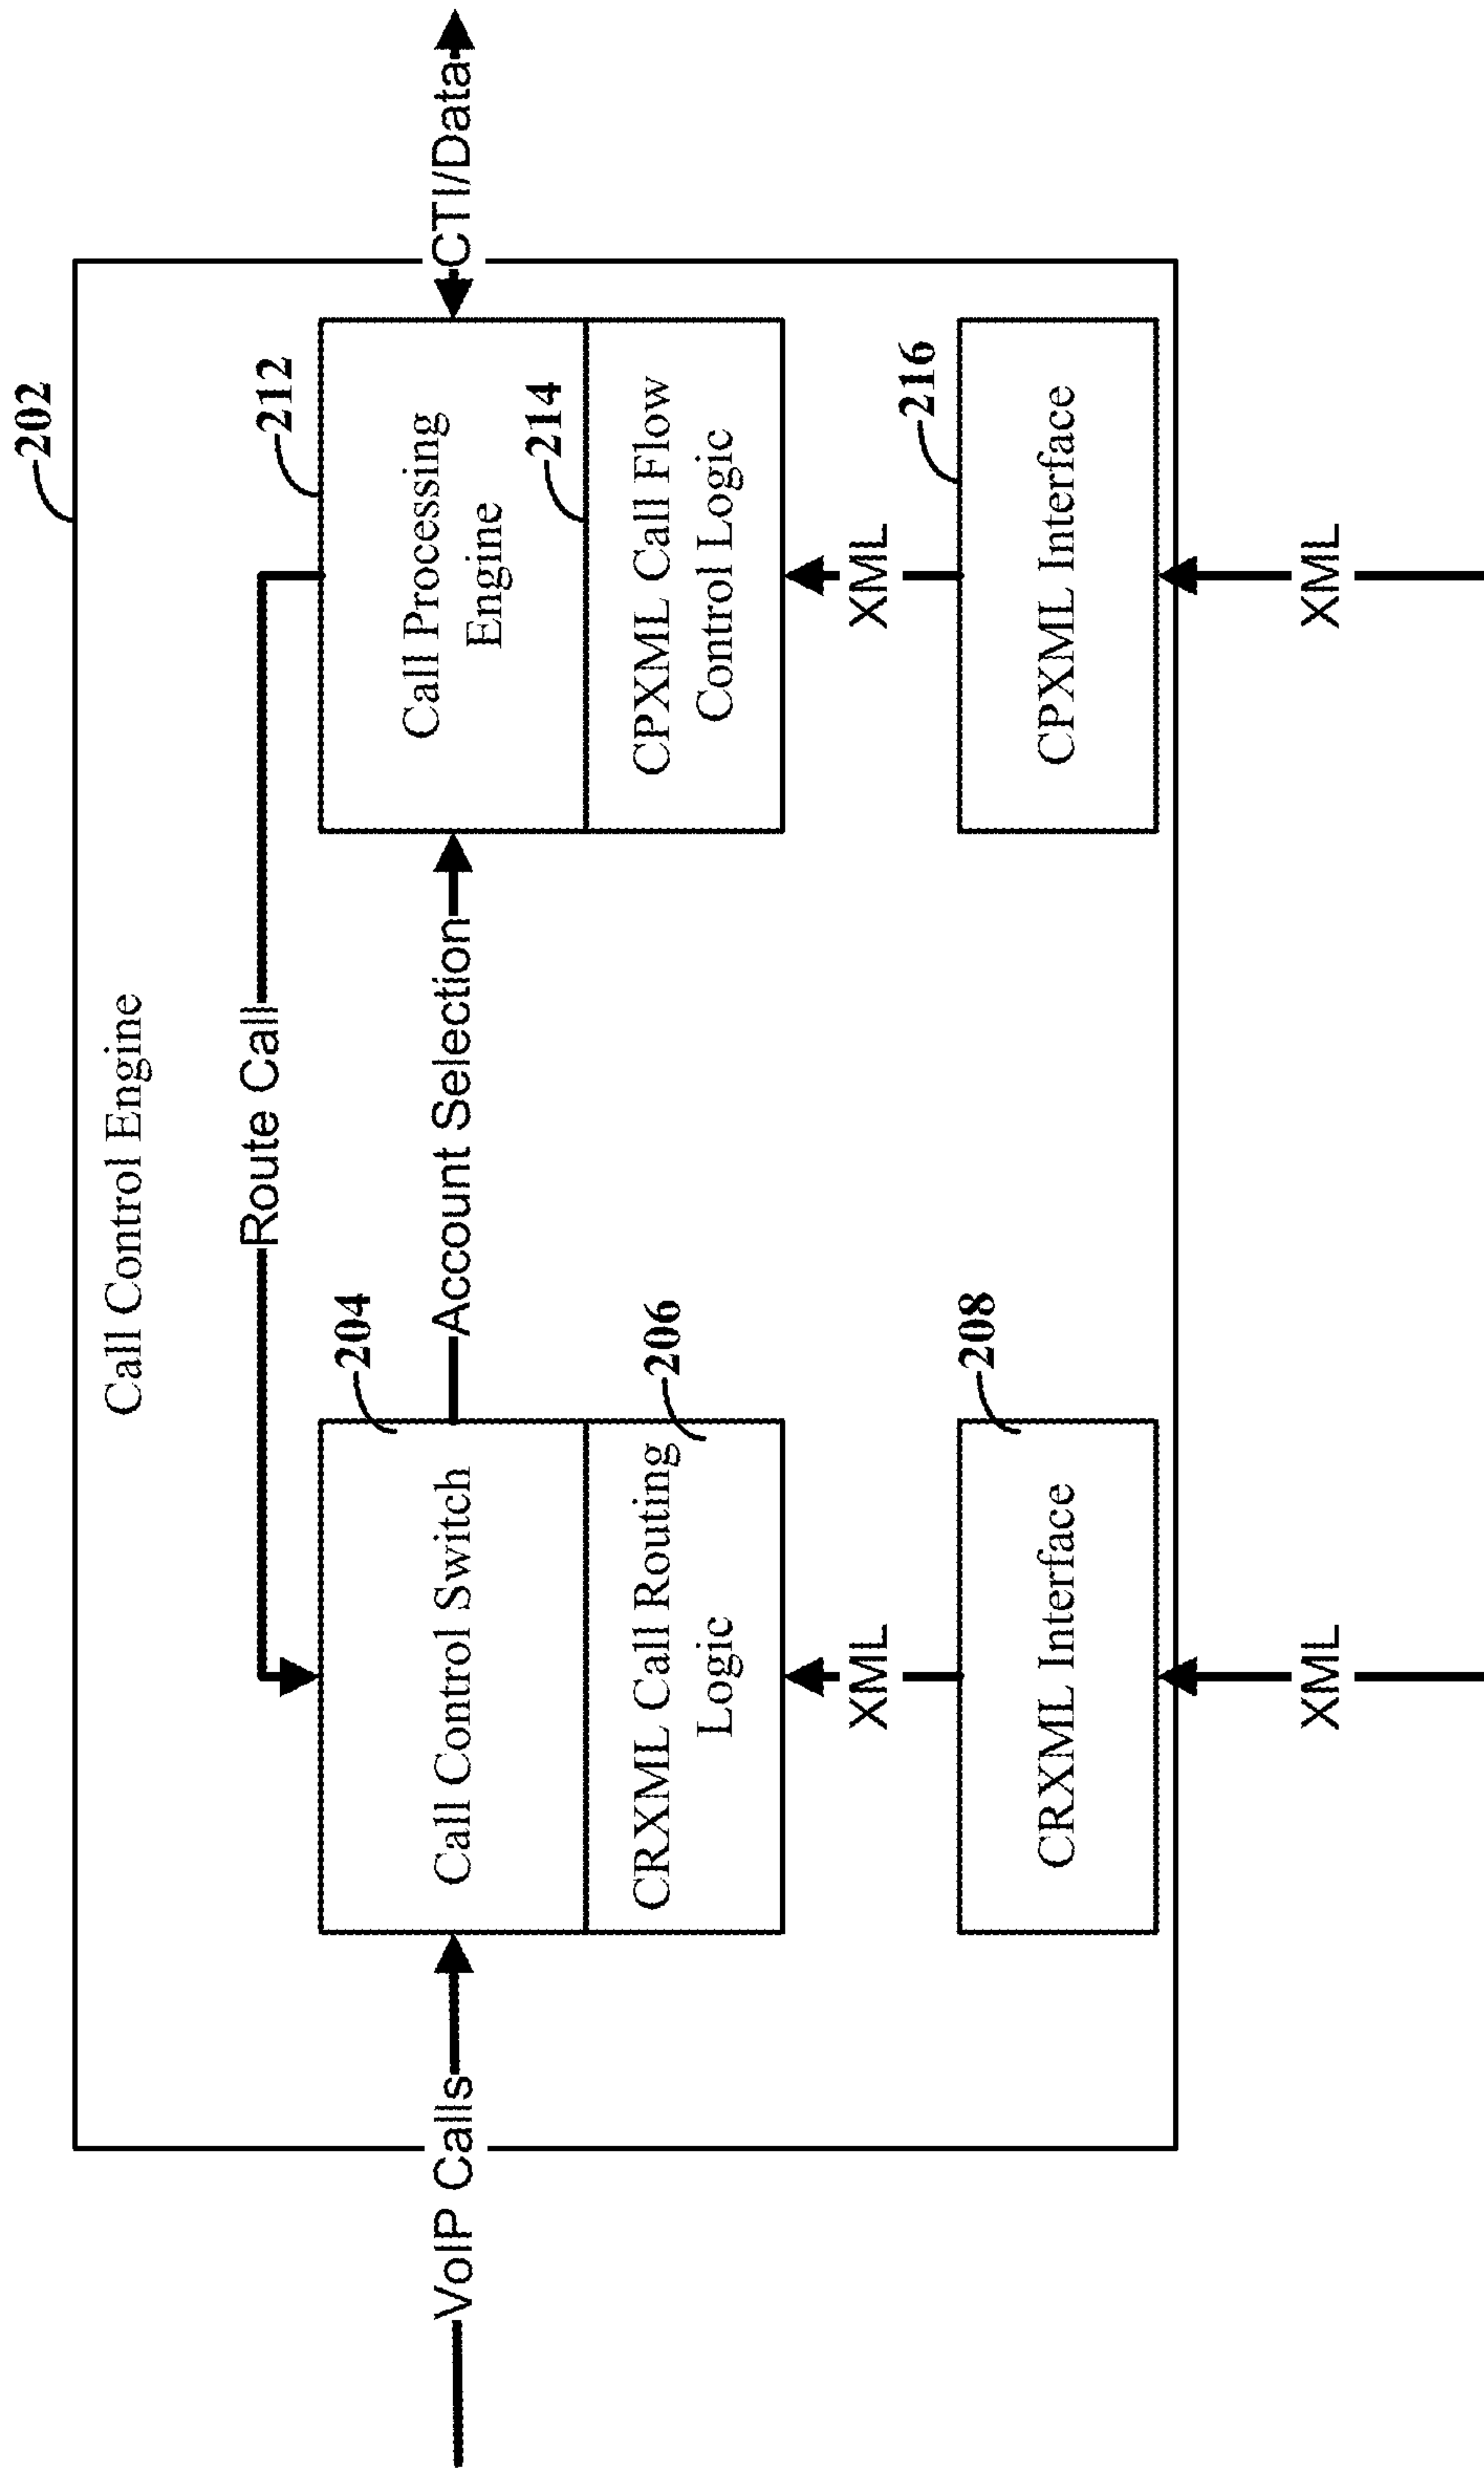 202
Call Control Engine
Route Call
204
212
VoIP Calls
Call Control Switch
Account Selection
Call Processing
Engine
CTI/Data
206
214
CRXML Call Routing
Logic
CPXML Call Flow
Control Logic
XML
XML
208
216
CRXML Interface
CPXML Interface
XML
XML